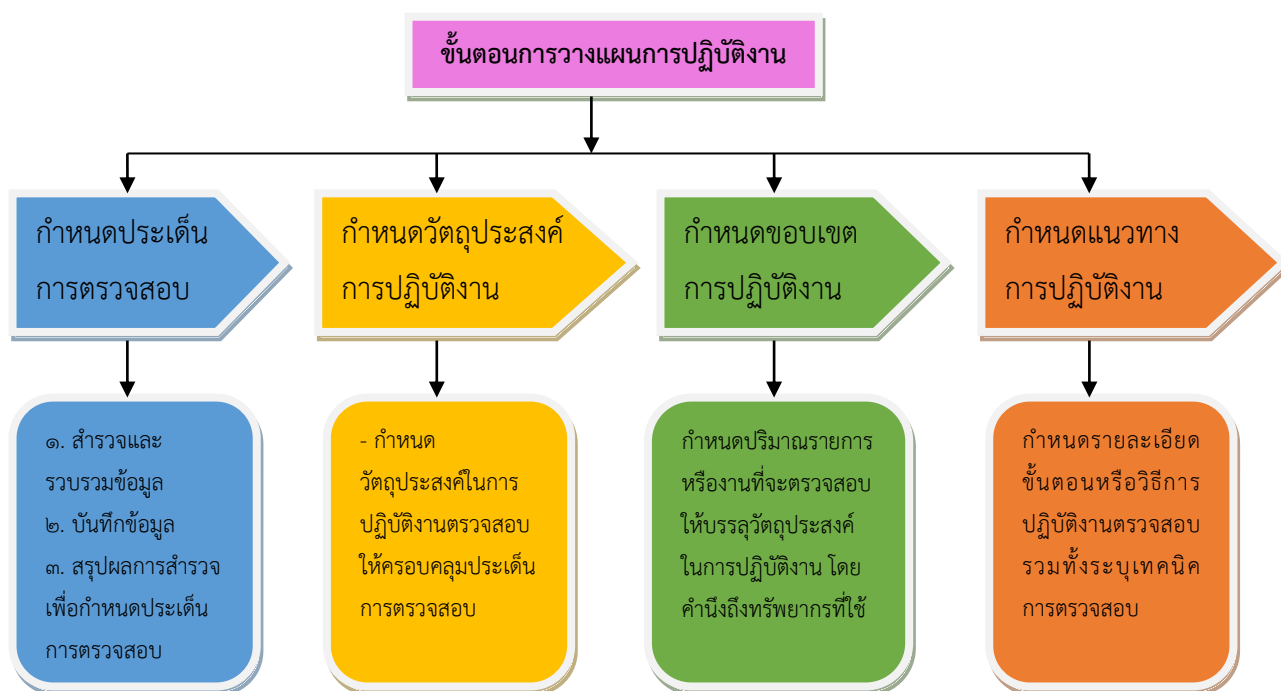 ขั้นตอนการวางแผนการปฏิบัติงาน
กำหนดประเด็น
การตรวจสอบ
กำหนดวัตถุประสงค์
การปฏิบัติงาน
กำหนดขอบเขต
การปฏิบัติงาน
กำหนดแนวทาง
การปฏิบัติงาน
๑. สำรวจและ
รวบรวมข้อมูล
๒. บันทึกข้อมูล
๓. สรุปผลการสำรวจ
เพื่อกำหนดประเด็น
การตรวจสอบ
- กำหนด
วัตถุประสงค์ในการ
ปฏิบัติงานตรวจสอบ
ให้ครอบคลุมประเด็น
การตรวจสอบ
กำหนดปริมาณรายการ
หรืองานที่จะตรวจสอบ
ให้บรรลุวัตถุประสงค์
ในการปฏิบัติงาน โดย
คำนึงถึงทรัพยากรที่ใช้
กำหนดรายละเอียด
ขั้นตอนหรือวิธีการ
ปฏิบัติงานตรวจสอบ
รวมทั้งระบุเทคนิค
การตรวจสอบ